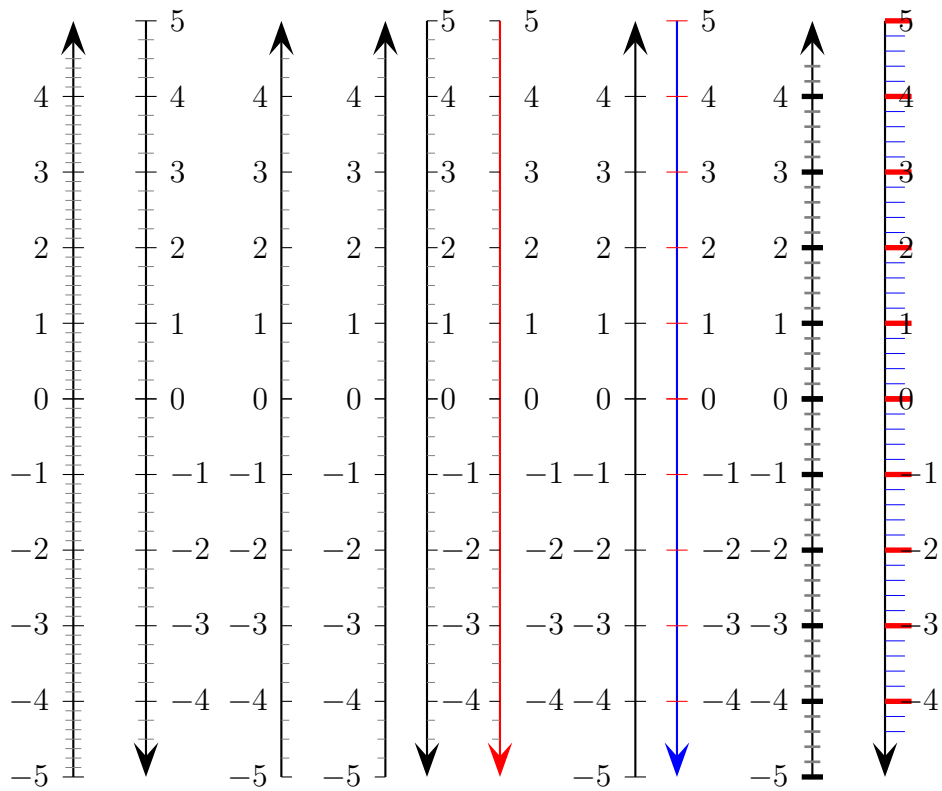 5 5 5 5 5
4 4 4 4 4 4 4 4 4 4
3 3 3 3 3 3 3 3 3 3
2 2 2 2 2 2 2 2 2 2
1 1 1 1 1 1 1 1 1 1
0 0 0 0 0 0 0 0 0 0
−1 −1 −1 −1 −1 −1 −1 −1 −1 −1
−2 −2 −2 −2 −2 −2 −2 −2 −2 −2
−3 −3 −3 −3 −3 −3 −3 −3 −3 −3
−4 −4 −4 −4 −4 −4 −4 −4 −4 −4
−5 −5 −5 −5 −5